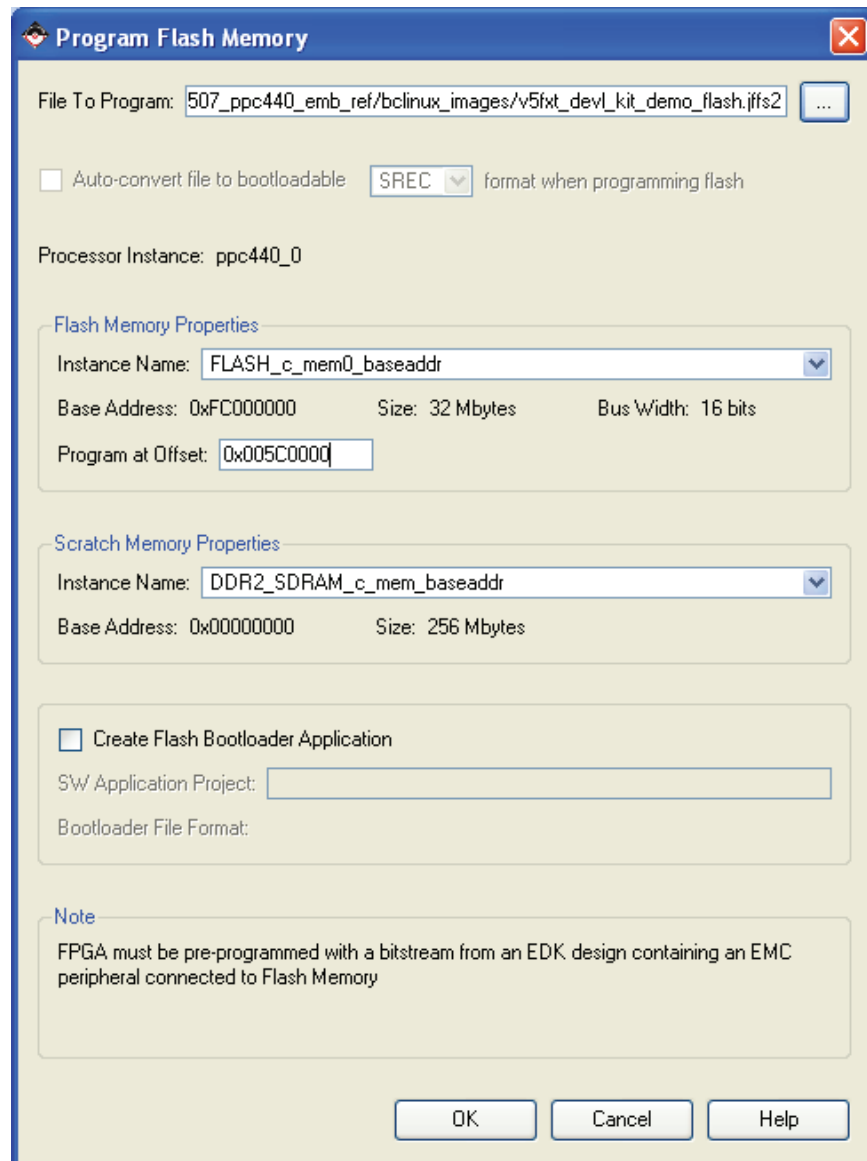 Program Flash Memory
File To Program: 507_ppc440_emb_ref/bclinux_images/v5fxt_devl_kit_demo_flash.jffs2 ...
Auto-convert file to bootloadable SREC format when programming flash
Processor Instance: ppc440_0
Flash Memory Properties
Instance Name: FLASH_c_mem0_baseaddr
Base Address: 0xFC000000 Size: 32 Mbytes Bus Width: 16 bits
Program at Offset: 0x005C0000
Scratch Memory Properties
Instance Name: DDR2_SDRAM_c_mem_baseaddr
Base Address: 0x00000000 Size: 256 Mbytes
Create Flash Bootloader Application
SW Application Project:
Bootloader File Format:
Note
FPGA must be pre-programmed with a bitstream from an EDK design containing an EMC
peripheral connected to Flash Memory
OK Cancel Help